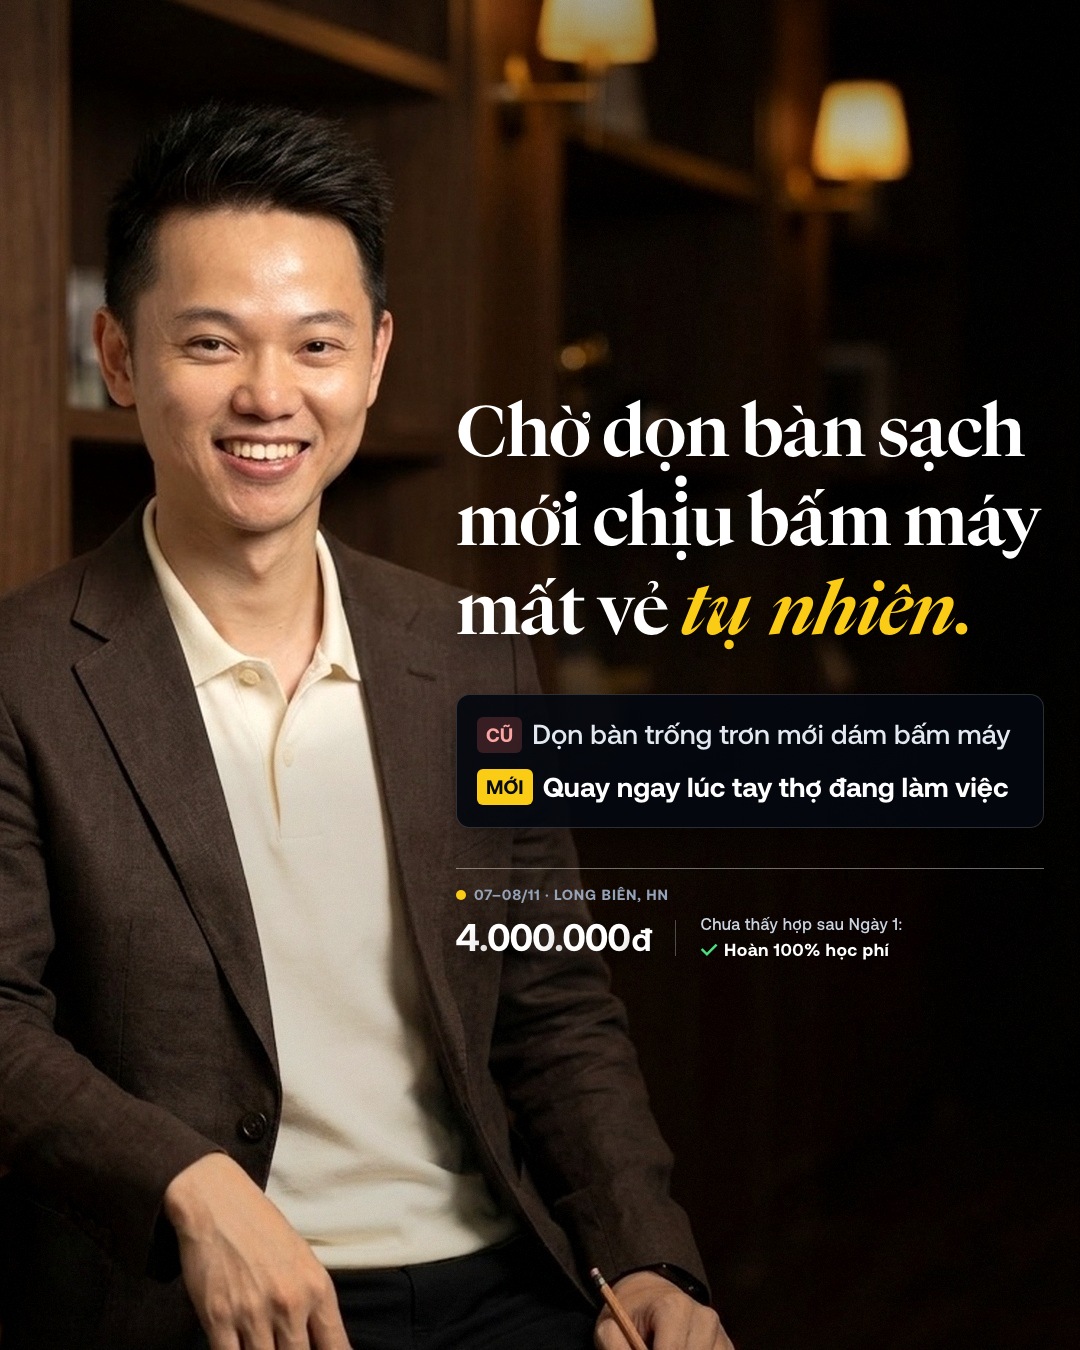 Chờ dọn bàn sạch
mới chịu bấm máy
mất vẻ tự nhiên.
CŨ Dọn bàn trống trơn mới dám bấm máy
MỚI Quay ngay lúc tay thợ đang làm việc
07–08/11 · LONG BIÊN, HN
4.000.000đ
Chưa thấy hợp sau Ngày 1:
Hoàn 100% học phí